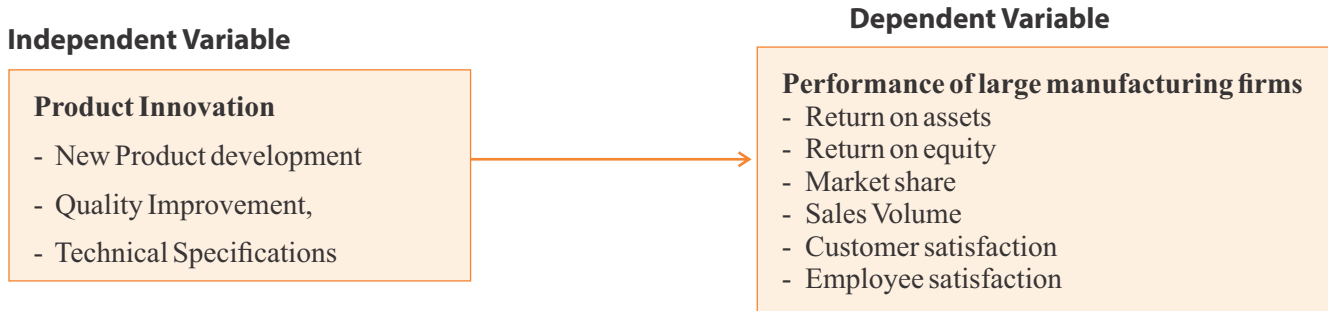 Independent Variable
Product Innovation
- New Product development
- Quality Improvement,
- Technical Specifications
Dependent Variable
Performance of large manufacturing firms
- Return on assets
- Return on equity
- Market share
- Sales Volume
- Customer satisfaction
- Employee satisfaction